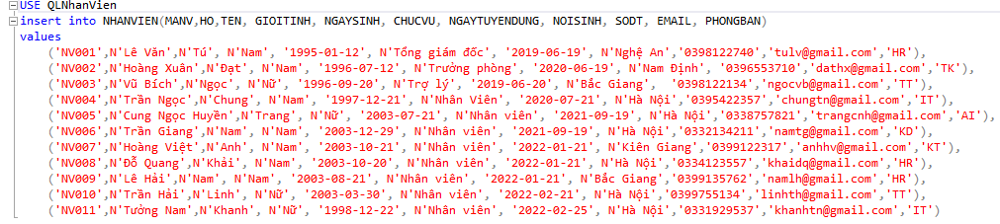 USE QLNhanVien
insert into NHANVIEN(MANV,HO,TEN, GIOITINH, NGAYSINH, CHUCVU, NGAYTUYENDUNG, NOISINH, SODT, EMAIL, PHONGBAN)
values
('NV001',N'Lê Văn',N'Tú', N'Nam', '1995-01-12', N'Tổng giám đốc', '2019-06-19', N'Nghệ An','0398122740','tulv@gmail.com','HR'),
('NV002',N'Hoàng Xuân',N'Đạt', N'Nam', '1996-07-12', N'Trưởng phòng', '2020-06-19', N'Nam Định', '0396553710','dathx@gmail.com','TK'),
('NV003',N'Vũ Bích',N'Ngọc', N'Nữ', '1996-09-20', N'Trợ lý', '2019-06-20', N'Bắc Giang', '0398122134','ngocvb@gmail.com','TT'),
('NV004',N'Trần Ngọc',N'Chung', N'Nam', '1997-12-21', N'Nhân Viên', '2020-07-21', N'Hà Nội','0395422357','chungtn@gmail.com','IT'),
('NV005',N'Cung Ngọc Huyền',N'Trang', N'Nữ', '2003-07-21', N'Nhân viên', '2021-09-19', N'Hà Nội','0338757821','trangcnh@gmail.com','AI'),
('NV006',N'Trần Giang',N'Nam', N'Nam', '2003-12-29', N'Nhân viên', '2021-09-19', N'Hà Nội','0332134211','namtg@gmail.com','KD'),
('NV007',N'Hoàng Việt',N'Anh', N'Nam', '2003-10-21', N'Nhân viên', '2022-01-21', N'Kiên Giang','0399122317','anhhv@gmail.com','KT'),
('NV008',N'Đỗ Quang',N'Khải', N'Nam', '2003-10-20', N'Nhân viên', '2022-01-21', N'Hà Nội','0334123557','khaidq@gmail.com','HR'),
('NV009',N'Lê Hải',N'Nam', N'Nam', '2003-08-21', N'Nhân viên', '2022-01-21', N'Bắc Giang','0399135762','namlh@gmail.com','HR'),
('NV010',N'Trần Hải',N'Linh', N'Nữ', '2003-03-30', N'Nhân viên', '2022-02-21', N'Hà Nội','0399755134','linhth@gmail.com','TT'),
('NV011',N'Tưởng Nam',N'Khanh', N'Nữ', '1998-12-22', N'Nhân viên', '2022-02-25', N'Hà Nội','0331929537','khanhtn@gmail.com','IT')